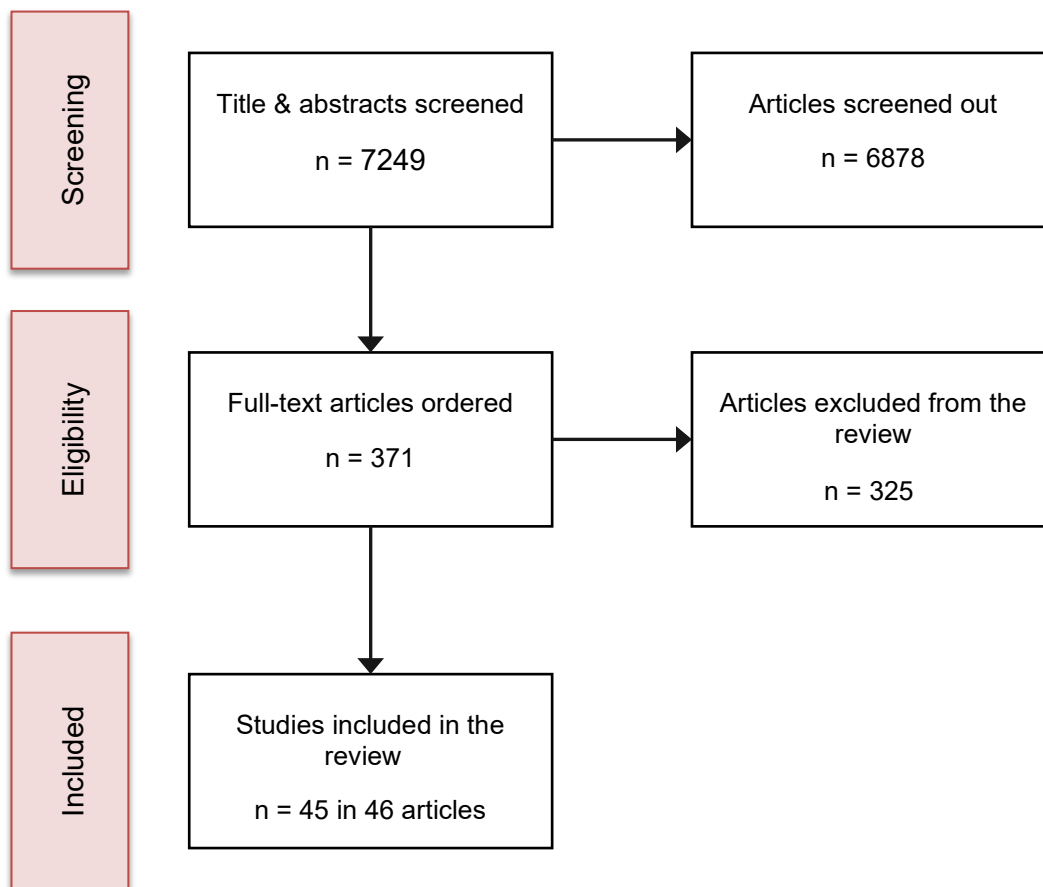 Screening
Title & abstracts screened
n = 7249
Articles screened out
n = 6878
Eligibility
Full-text articles ordered
n = 371
Articles excluded from the
review
n = 325
Included
Studies included in the
review
n = 45 in 46 articles